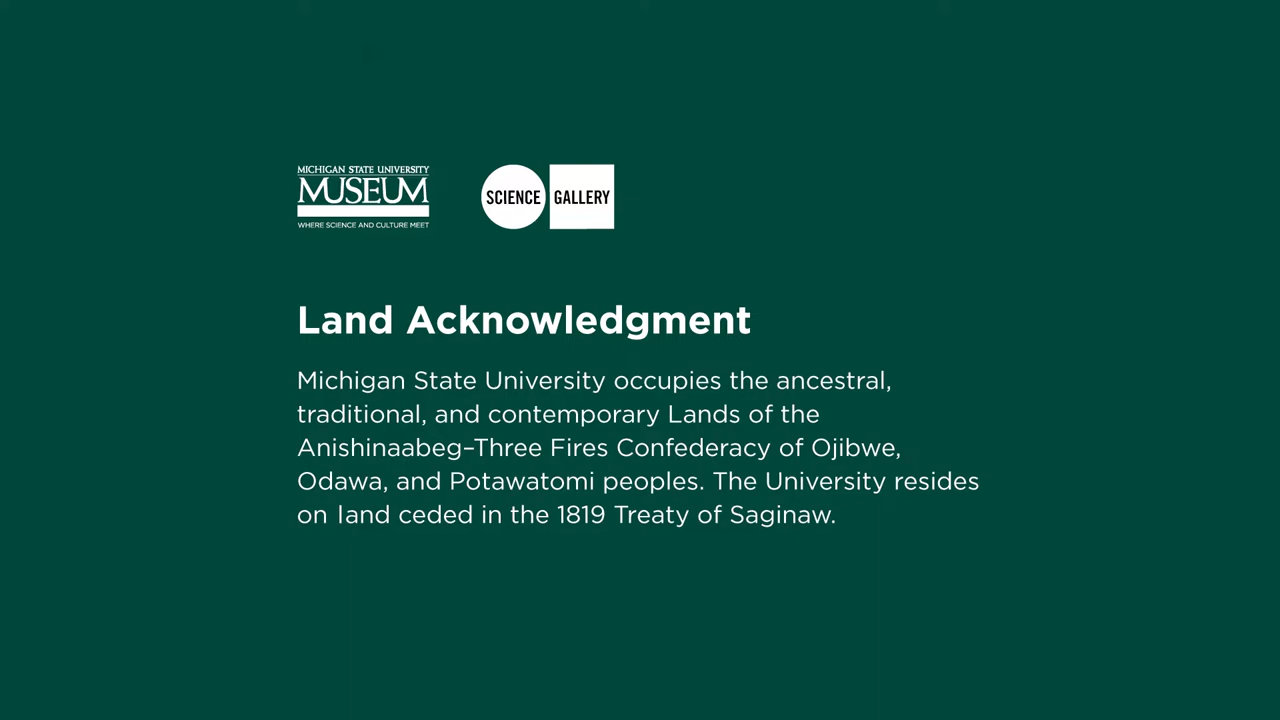 MICHIGAN STATE UNIVERSITY
MUSEUM
WHERE SCIENCE AND CULTURE MEET
SCIENCE GALLERY
Land Acknowledgment
Michigan State University occupies the ancestral,
traditional, and contemporary Lands of the
Anishinaabeg–Three Fires Confederacy of Ojibwe,
Odawa, and Potawatomi peoples. The University resides
on land ceded in the 1819 Treaty of Saginaw.